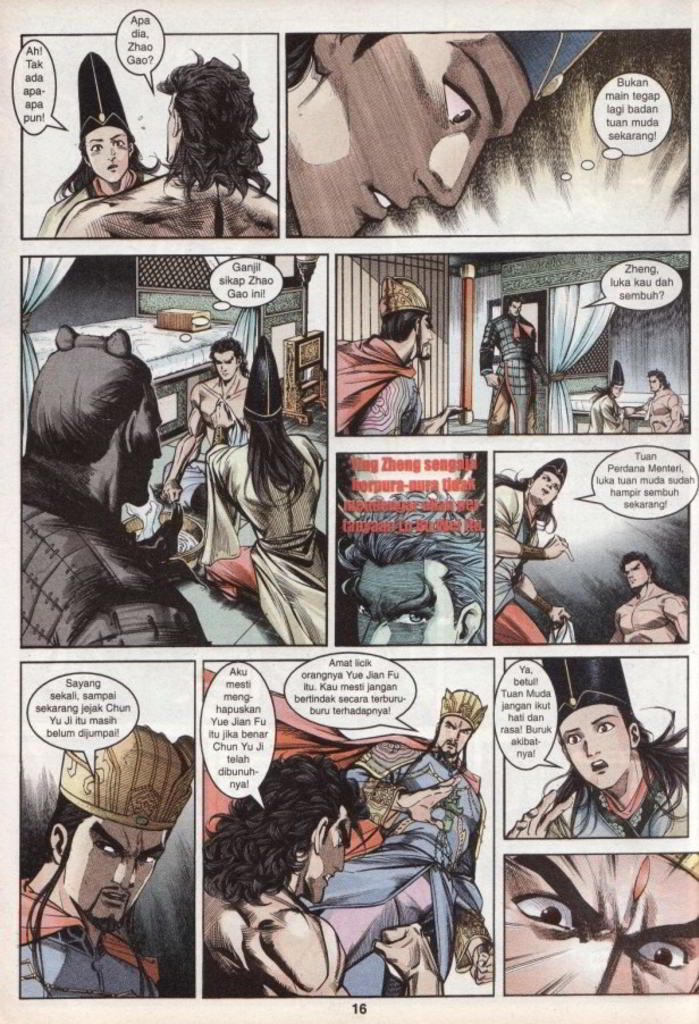 Ah!
Tak
ada
apa-
apa
pun!
Apa
dia,
Zhao
Gao?
Bukan
main tegap
lagi badan
tuan muda
sekarang!
Ganjil
sikap Zhao
Gao ini!
Zheng,
luka kau dah
sembuh?
Ying Zheng sengaja
berpura-pura tidak
mendengar akan per-
tanyaan Lu
Tuan
Perdana Menteri,
luka tuan muda sudah
hampir sembuh
sekarang!
Sayang
sekali, sampai
sekarang jejak Chun
Yu Ji itu masih
belum dijumpai!
Aku
mesti
meng-
hapuskan
Yue Jian Fu
itu jika benar
Chun Yu Ji
telah
dibunuh-
nya!
Amat licik
orangnya Yue Jian Fu
itu. Kau mesti jangan
bertindak secara terburu-
buru terhadapnya!
Ya,
betul!
Tuan Muda
jangan ikut
hati dan
rasa! Buruk
akibat-
nya!
16